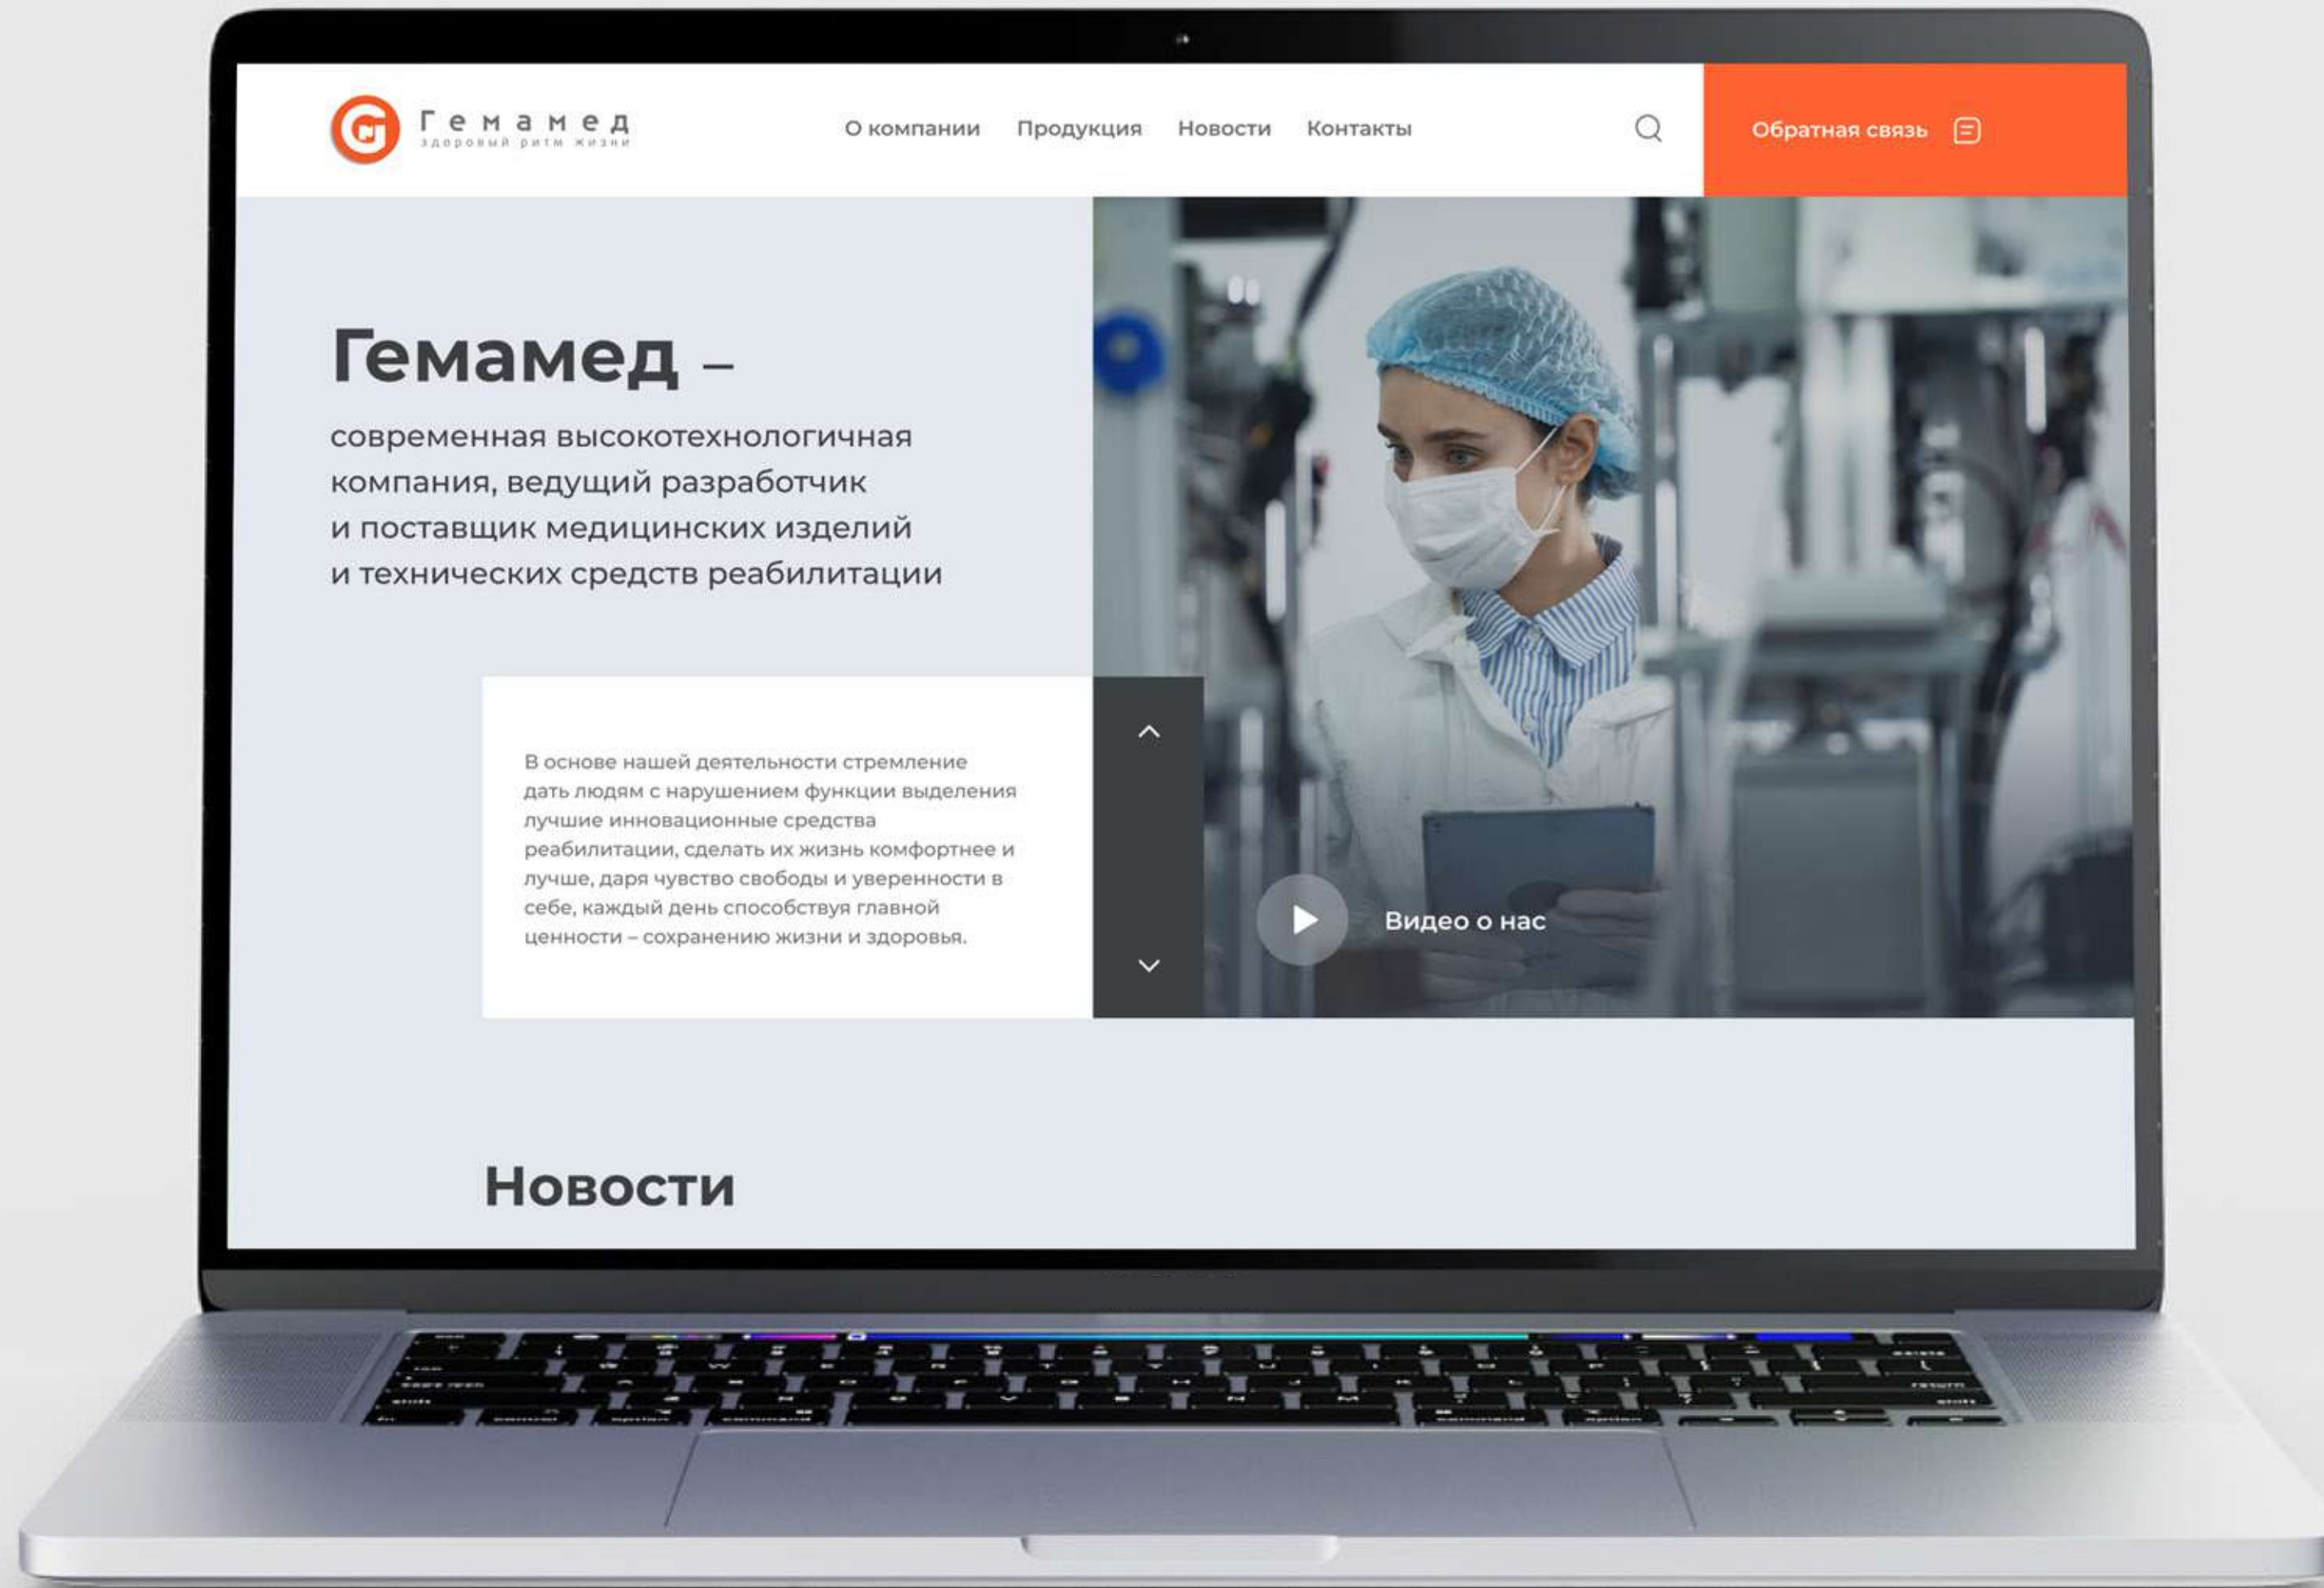 Гемамед
здоровый ритм жизни
О компании
Продукция
Новости
Контакты
Обратная связь
Гемамед –
современная высокотехнологичная
компания, ведущий разработчик
и поставщик медицинских изделий
и технических средств реабилитации
В основе нашей деятельности стремление
дать людям с нарушением функции выделения
лучшие инновационные средства
реабилитации, сделать их жизнь комфортнее и
лучше, даря чувство свободы и уверенности в
себе, каждый день способствуя главной
ценности – сохранению жизни и здоровья.
Видео о нас
Новости